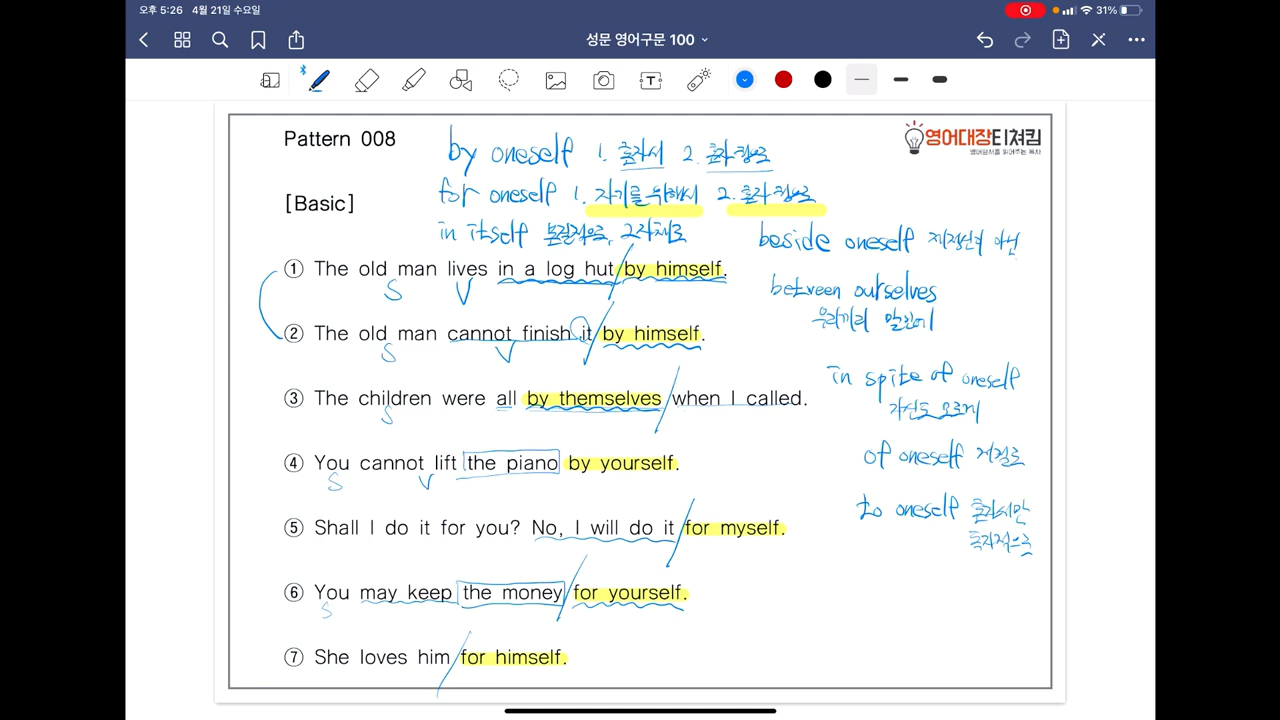 오후 5:26 4월 21일 수요일
31%
성문 영어구문 100
Pattern 008
영어대장티쳐킴
[Basic]
by oneself 1. 혼자서 2. 혼자 힘으로
for oneself 1. 자기를 위해서 2. 혼자 힘으로
in itself 본질적으로, 그자체로
beside oneself 제정신이 아닌
between ourselves
우리끼리 말인데
in spite of oneself
자신도 모르게
of oneself 저절로
to oneself 혼자서만
독자적으로
① The old man lives in a log hut by himself.
S V
② The old man cannot finish it by himself.
S V O
③ The children were all by themselves when I called.
S
④ You cannot lift the piano by yourself.
S V
⑤ Shall I do it for you? No, I will do it for myself.
⑥ You may keep the money for yourself.
S
⑦ She loves him for himself.